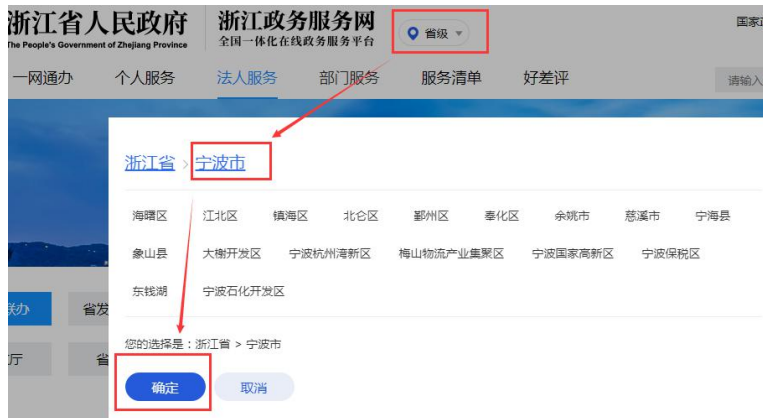 浙江省人民政府
The People's Government of Zhejiang Province
浙江政务服务网
全国一体化在线政务服务平台
省级
国家
一网通办 个人服务 法人服务 部门服务 服务清单 好差评 请输入
浙江省 > 宁波市
海曙区 江北区 镇海区 北仑区 鄞州区 奉化区 余姚市 慈溪市 宁海县
象山县 大榭开发区 宁波杭州湾新区 梅山物流产业集聚区 宁波国家高新区 宁波保税区
东钱湖 宁波石化开发区
联办 省发
厅 省
您的选择是：浙江省 > 宁波市
确定 取消